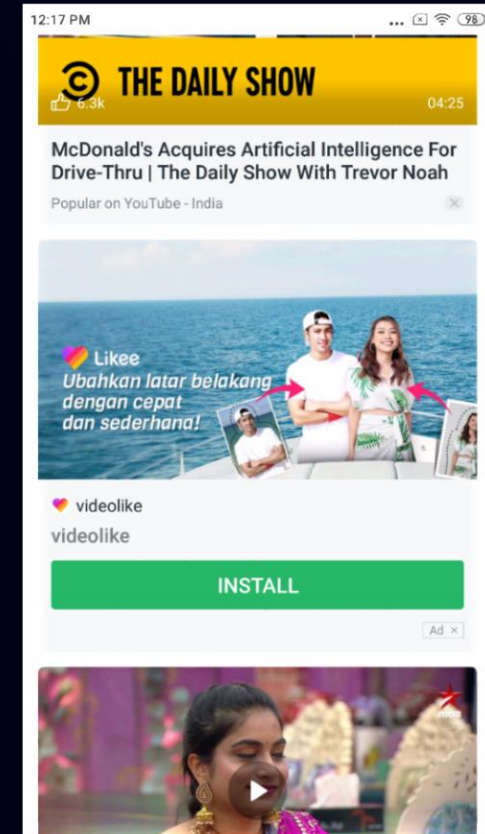 12:17 PM
... 98
THE DAILY SHOW
6.3k
04:25
McDonald's Acquires Artificial Intelligence For
Drive-Thru | The Daily Show With Trevor Noah
Popular on YouTube - India
Likee
Ubahkan latar belakang
dengan cepat
dan sederhana!
videolike
videolike
INSTALL
Ad